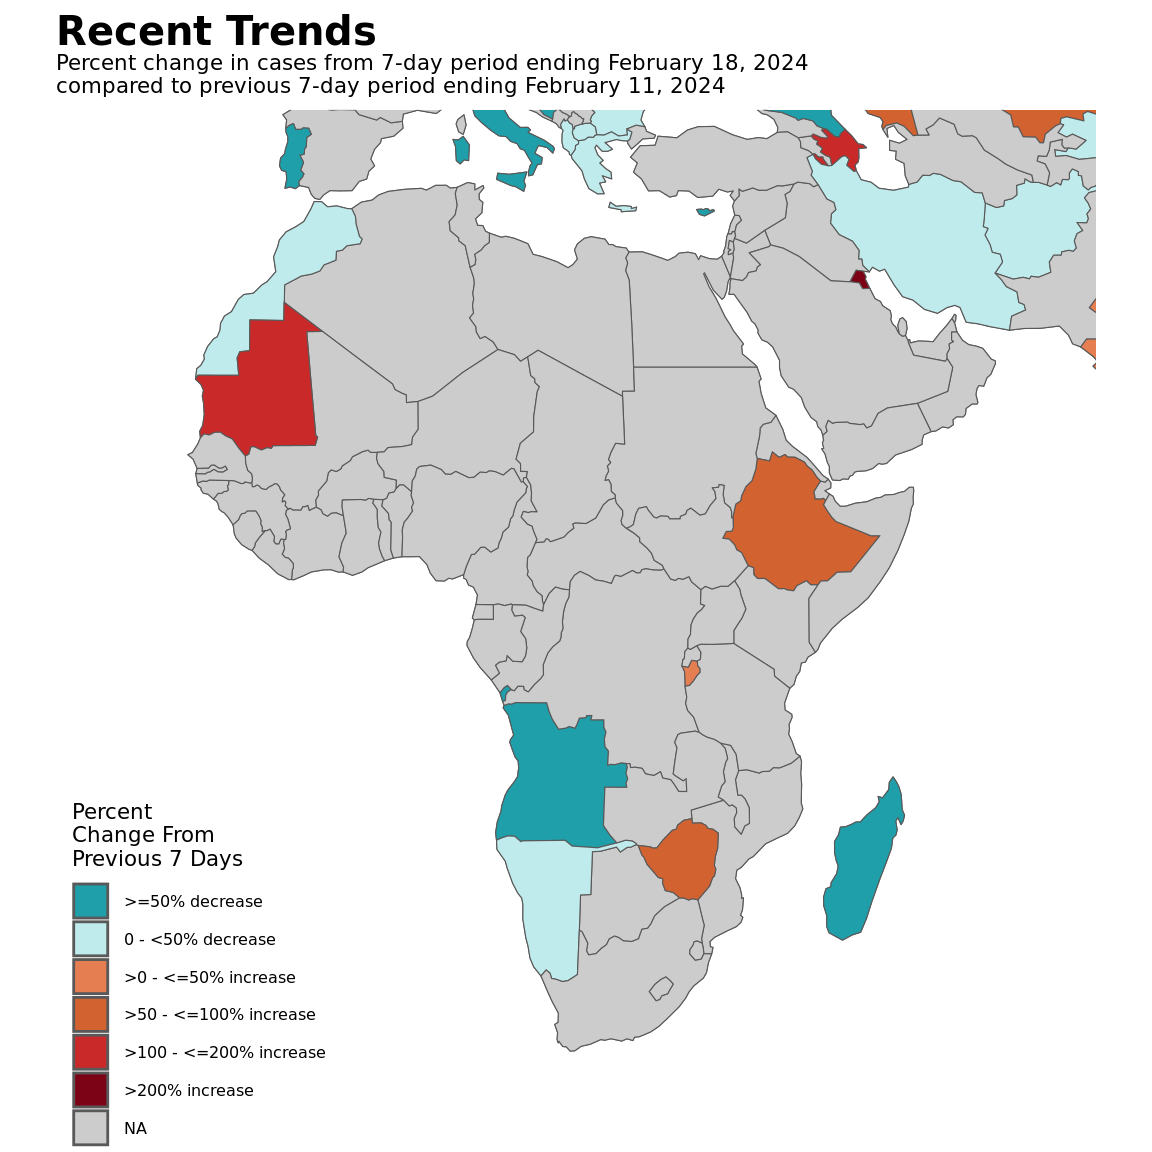 Recent Trends
Percent change in cases from 7-day period ending February 18, 2024
compared to previous 7-day period ending February 11, 2024
Percent
Change From
Previous 7 Days
>=50% decrease
0 - <50% decrease
>0 - <=50% increase
>50 - <=100% increase
>100 - <=200% increase
>200% increase
NA